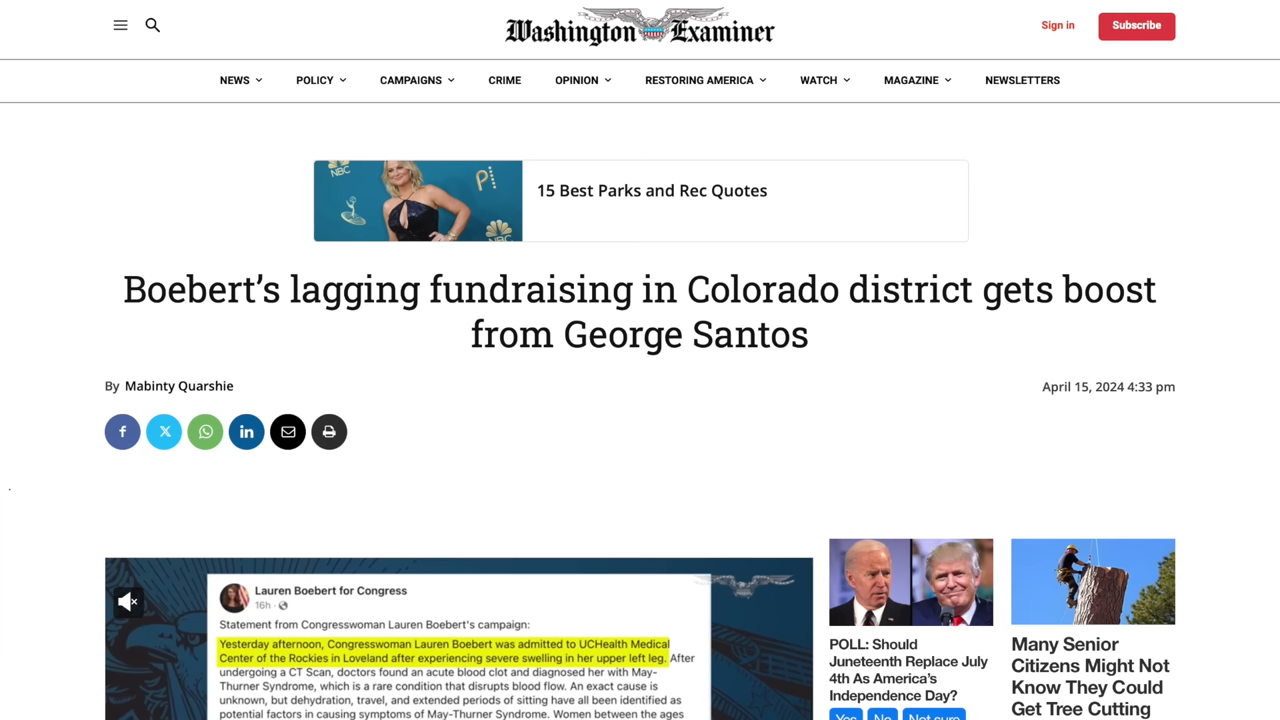 Washington Examiner
Sign in
Subscribe
NEWS
POLICY
CAMPAIGNS
CRIME
OPINION
RESTORING AMERICA
WATCH
MAGAZINE
NEWSLETTERS
NBC
pi
NBC
15 Best Parks and Rec Quotes
Boebert’s lagging fundraising in Colorado district gets boost
from George Santos
By Mabinty Quarshie
April 15, 2024 4:33 pm
Lauren Boebert for Congress
16h ·
Statement from Congresswoman Lauren Boebert's campaign:
Yesterday afternoon, Congresswoman Lauren Boebert was admitted to UCHealth Medical
Center of the Rockies in Loveland after experiencing severe swelling in her upper left leg. After
undergoing a CT Scan, doctors found an acute blood clot and diagnosed her with May-
Thurner Syndrome, which is a rare condition that disrupts blood flow. An exact cause is
unknown, but dehydration, travel, and extended periods of sitting have all been identified as
potential factors in causing symptoms of May-Thurner Syndrome. Women between the ages
POLL: Should
Juneteenth Replace July
4th As America's
Independence Day?
Yes
No
Not sure
Many Senior
Citizens Might Not
Know They Could
Get Tree Cutting